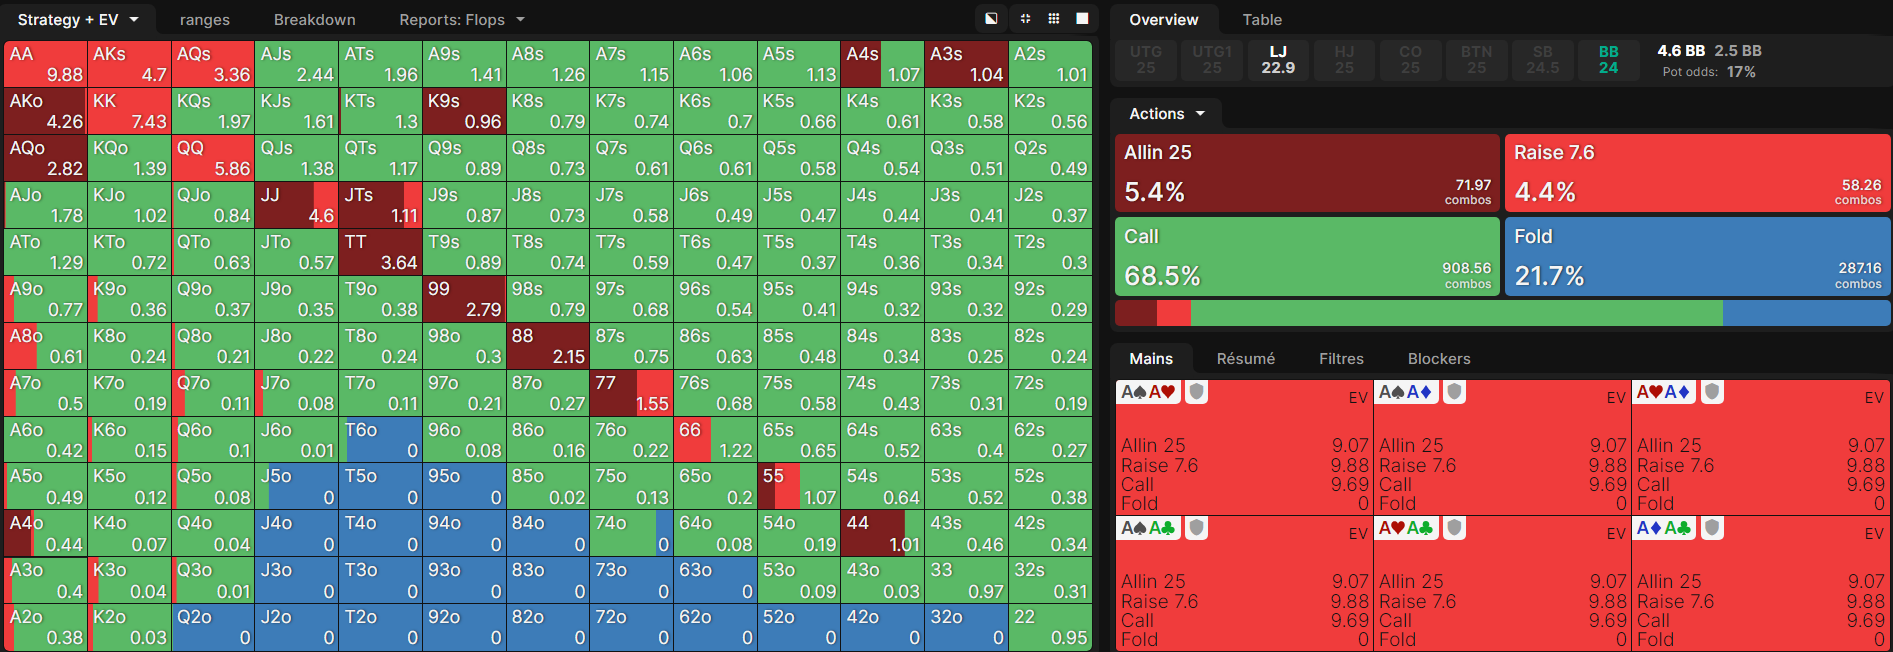 Strategy + EV ranges Breakdown Reports: Flops
AA AKs AQs AJs ATs A9s A8s A7s A6s A5s A4s A3s A2s
9.88 4.7 3.36 2.44 1.96 1.41 1.26 1.15 1.06 1.13 1.07 1.04 1.01
AKo KK KQs KJs KTs K9s K8s K7s K6s K5s K4s K3s K2s
4.26 7.43 1.97 1.61 1.3 0.96 0.79 0.74 0.7 0.66 0.61 0.58 0.56
AQo KQo QQ QJs QTs Q9s Q8s Q7s Q6s Q5s Q4s Q3s Q2s
2.82 1.39 5.86 1.38 1.17 0.89 0.73 0.61 0.61 0.58 0.54 0.51 0.49
AJo KJo QJo JJ JTs J9s J8s J7s J6s J5s J4s J3s J2s
1.78 1.02 0.84 4.6 1.11 0.87 0.73 0.58 0.49 0.47 0.44 0.41 0.37
ATo KTo QTo JTo TT T9s T8s T7s T6s T5s T4s T3s T2s
1.29 0.72 0.63 0.57 3.64 0.89 0.74 0.59 0.47 0.37 0.36 0.34 0.3
A9o K9o Q9o J9o T9o 99 98s 97s 96s 95s 94s 93s 92s
0.77 0.36 0.37 0.35 0.38 2.79 0.79 0.68 0.54 0.41 0.32 0.32 0.29
A8o K8o Q8o J8o T8o 98o 88 87s 86s 85s 84s 83s 82s
0.61 0.24 0.21 0.22 0.24 0.3 2.15 0.75 0.63 0.48 0.34 0.25 0.24
A7o K7o Q7o J7o T7o 97o 87o 77 76s 75s 74s 73s 72s
0.5 0.19 0.11 0.08 0.11 0.21 0.27 1.55 0.68 0.58 0.43 0.31 0.19
A6o K6o Q6o J6o T6o 96o 86o 76o 66 65s 64s 63s 62s
0.42 0.15 0.1 0.01 0 0.08 0.16 0.22 1.22 0.65 0.52 0.4 0.27
A5o K5o Q5o J5o T5o 95o 85o 75o 65o 55 54s 53s 52s
0.49 0.12 0.08 0 0 0 0.02 0.13 0.2 1.07 0.64 0.52 0.38
A4o K4o Q4o J4o T4o 94o 84o 74o 64o 54o 44 43s 42s
0.44 0.07 0.04 0 0 0 0 0 0.08 0.19 1.01 0.46 0.34
A3o K3o Q3o J3o T3o 93o 83o 73o 63o 53o 43o 33 32s
0.4 0.04 0.01 0 0 0 0 0 0 0.09 0.03 0.97 0.31
A2o K2o Q2o J2o T2o 92o 82o 72o 62o 52o 42o 32o 22
0.38 0.03 0 0 0 0 0 0 0 0 0 0 0.95
Overview Table
UTG UTG1 LJ HJ CO BTN SB BB 4.6 BB 2.5 BB
25 25 22.9 25 25 25 24.5 24 Pot odds: 17%
Actions
Allin 25 Raise 7.6
5.4% 71.97 combos 4.4% 58.26 combos
Call Fold
68.5% 908.56 combos 21.7% 287.16 combos
Mains Résumé Filtres Blockers
A♠A♥ EV A♠A♦ EV A♥A♦ EV
Allin 25 9.07 Allin 25 9.07 Allin 25 9.07
Raise 7.6 9.88 Raise 7.6 9.88 Raise 7.6 9.88
Call 9.69 Call 9.69 Call 9.69
Fold 0 Fold 0 Fold 0
A♠A♣ EV A♥A♣ EV A♦A♣ EV
Allin 25 9.07 Allin 25 9.07 Allin 25 9.07
Raise 7.6 9.88 Raise 7.6 9.88 Raise 7.6 9.88
Call 9.69 Call 9.69 Call 9.69
Fold 0 Fold 0 Fold 0